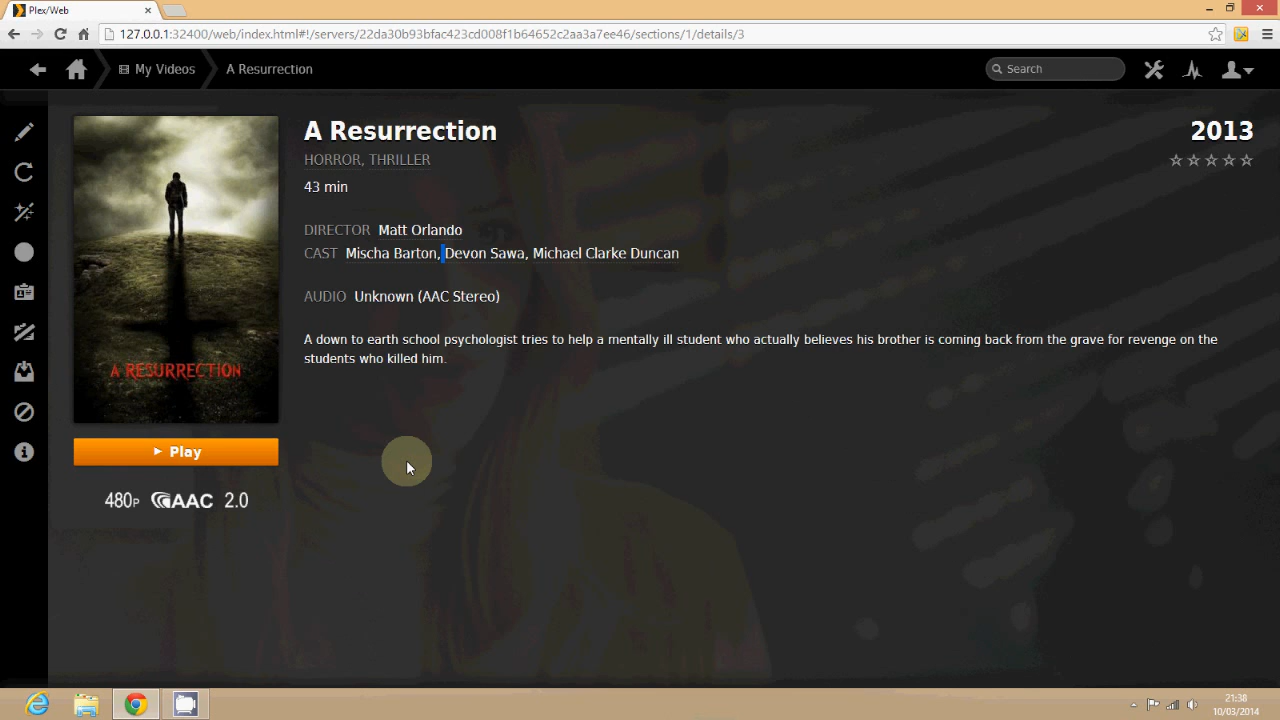 Plex/Web
127.0.0.1:32400/web/index.html#!/servers/22da30b93bfac423cd008f1b64652c2aa3a7ee46/sections/1/details/3
My Videos
A Resurrection
Search
A Resurrection
2013
HORROR, THRILLER
43 min
DIRECTOR Matt Orlando
CAST Mischa Barton, Devon Sawa, Michael Clarke Duncan
AUDIO Unknown (AAC Stereo)
A down to earth school psychologist tries to help a mentally ill student who actually believes his brother is coming back from the grave for revenge on the
students who killed him.
A RESURRECTION
Play
480P AAC 2.0
21:38
10/03/2014